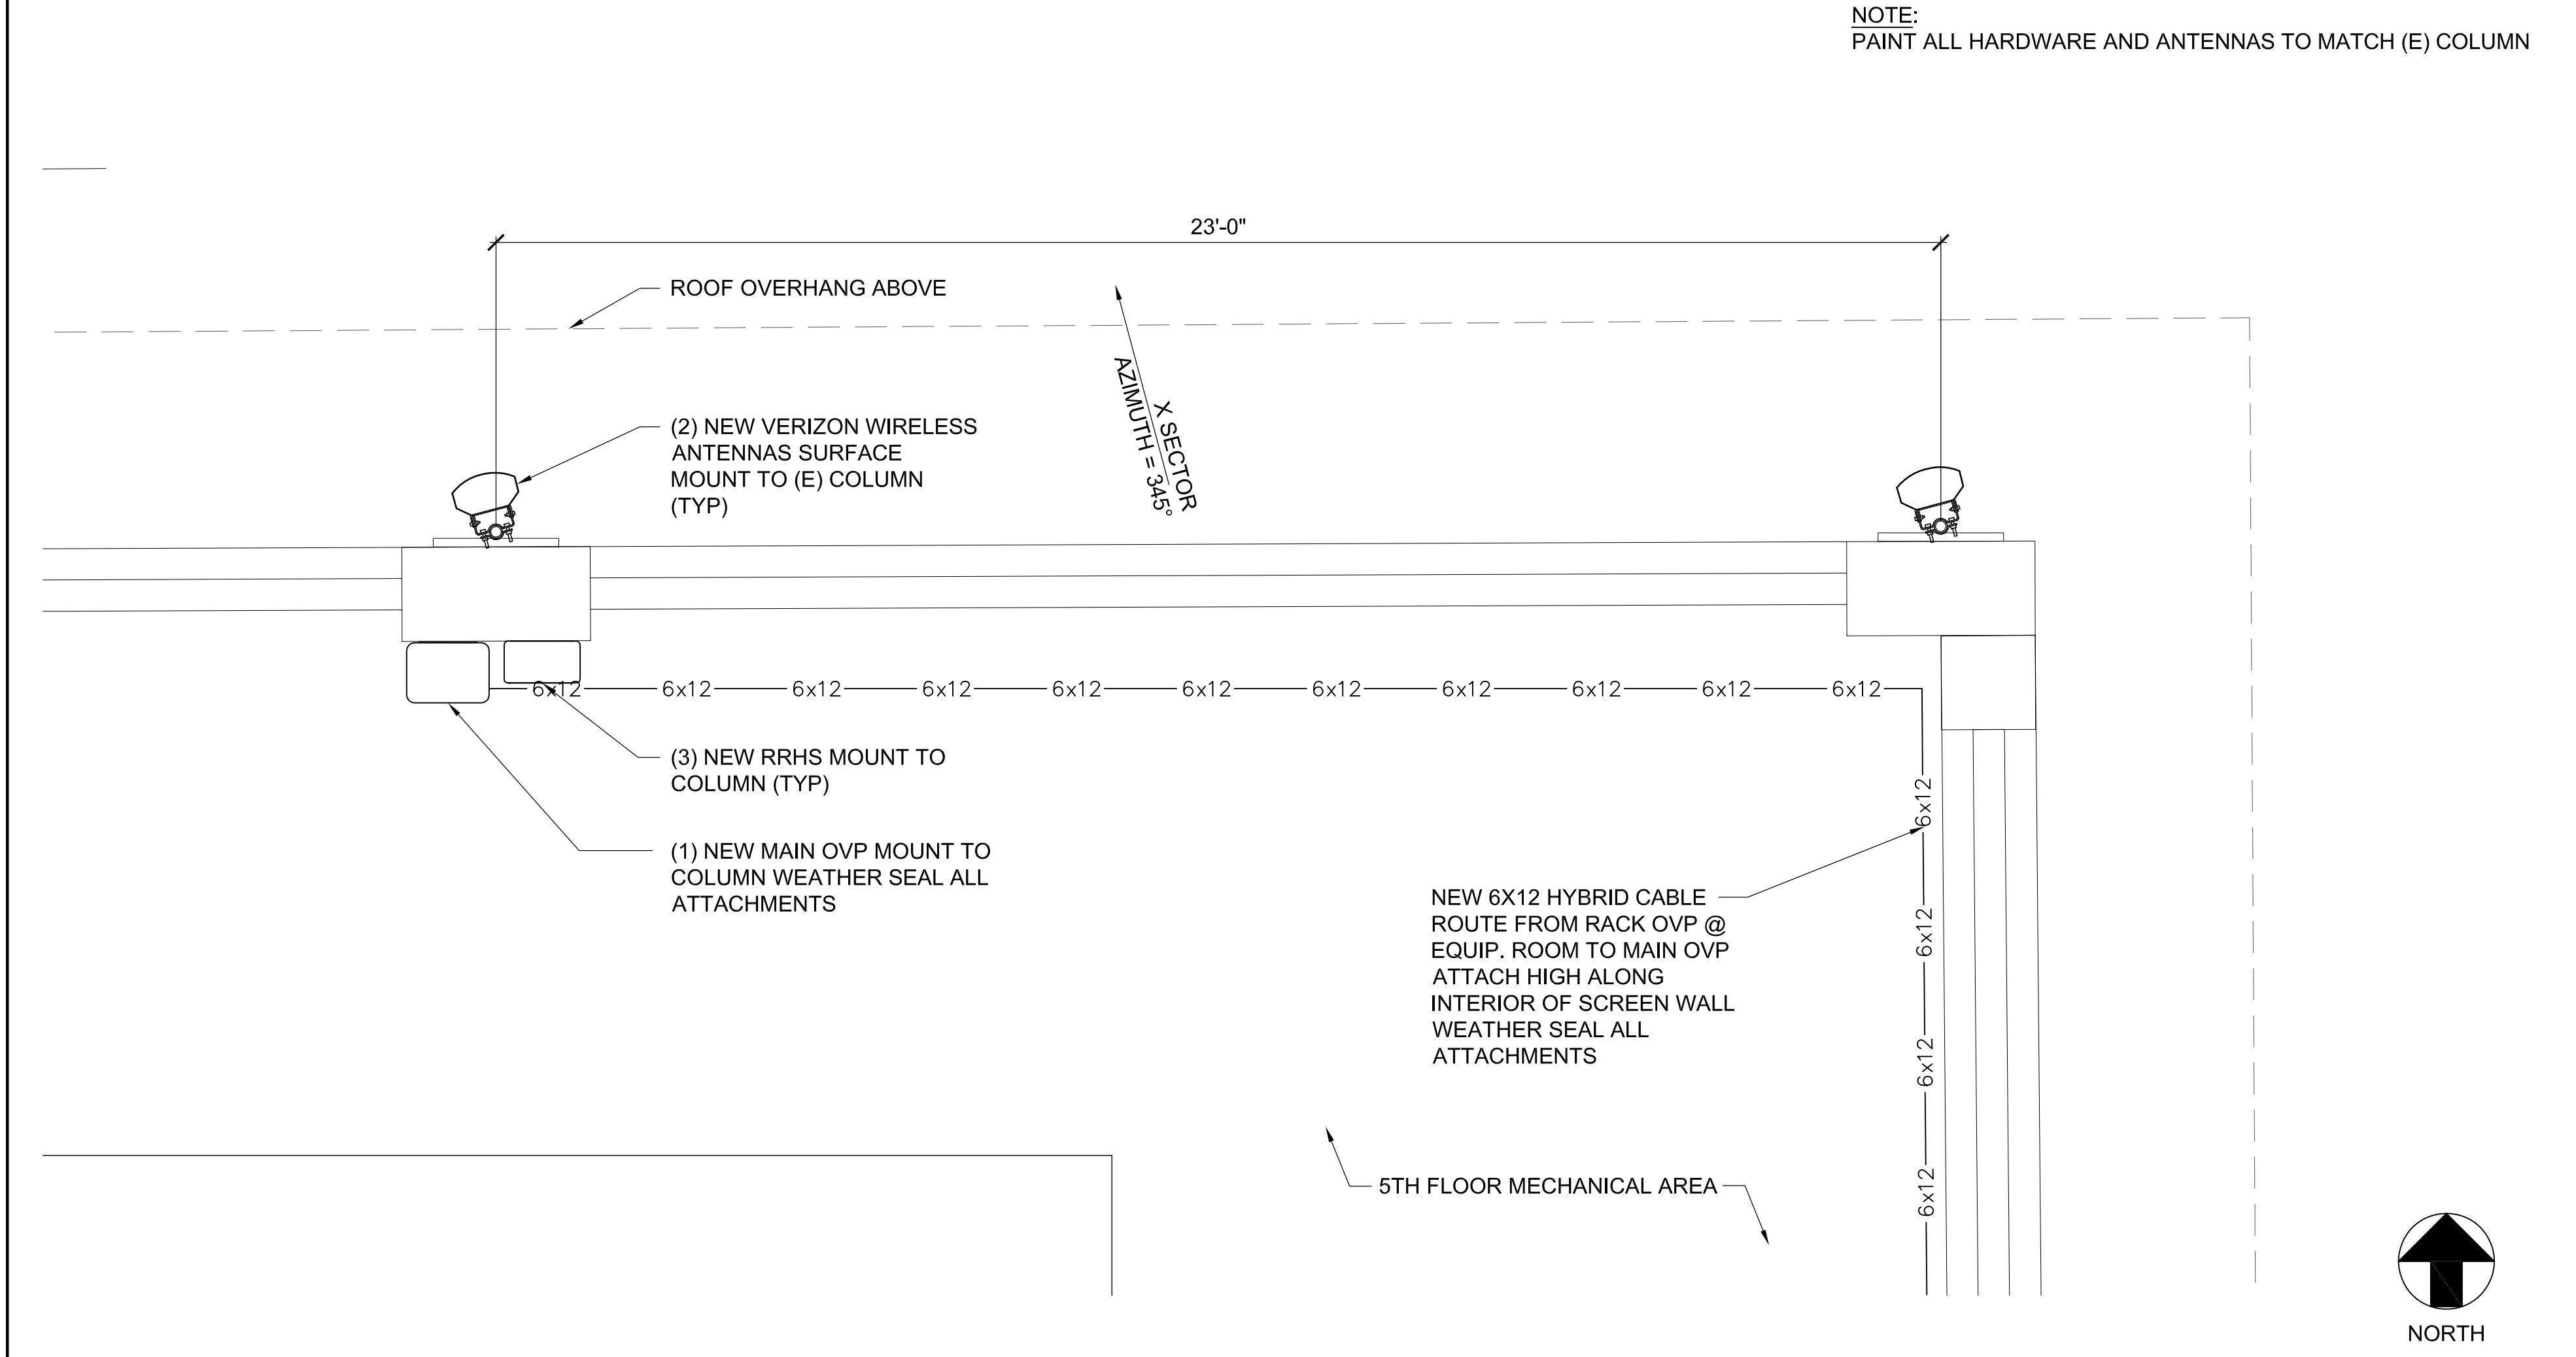 NOTE:
PAINT ALL HARDWARE AND ANTENNAS TO MATCH (E) COLUMN
23'-0"
ROOF OVERHANG ABOVE
X SECTOR
AZIMUTH = 345°
(2) NEW VERIZON WIRELESS
ANTENNAS SURFACE
MOUNT TO (E) COLUMN
(TYP)
6x12 6x12 6x12 6x12 6x12 6x12 6x12 6x12 6x12 6x12 6x12
(3) NEW RRHS MOUNT TO
COLUMN (TYP)
(1) NEW MAIN OVP MOUNT TO
COLUMN WEATHER SEAL ALL
ATTACHMENTS
6x12
6x12
6x12
6x12
NEW 6X12 HYBRID CABLE
ROUTE FROM RACK OVP @
EQUIP. ROOM TO MAIN OVP
ATTACH HIGH ALONG
INTERIOR OF SCREEN WALL
WEATHER SEAL ALL
ATTACHMENTS
5TH FLOOR MECHANICAL AREA
NORTH